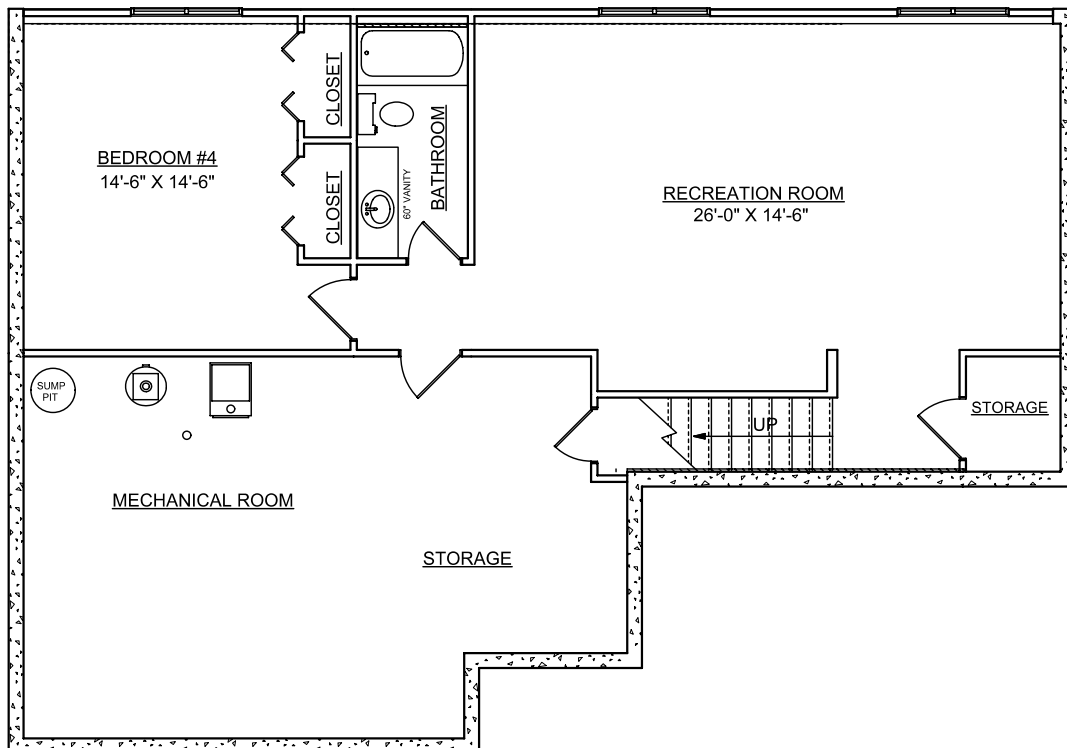 BEDROOM #4
14'-6" X 14'-6"
CLOSET
CLOSET
BATHROOM
60" VANITY
RECREATION ROOM
26'-0" X 14'-6"
SUMP
PIT
UP
STORAGE
MECHANICAL ROOM
STORAGE